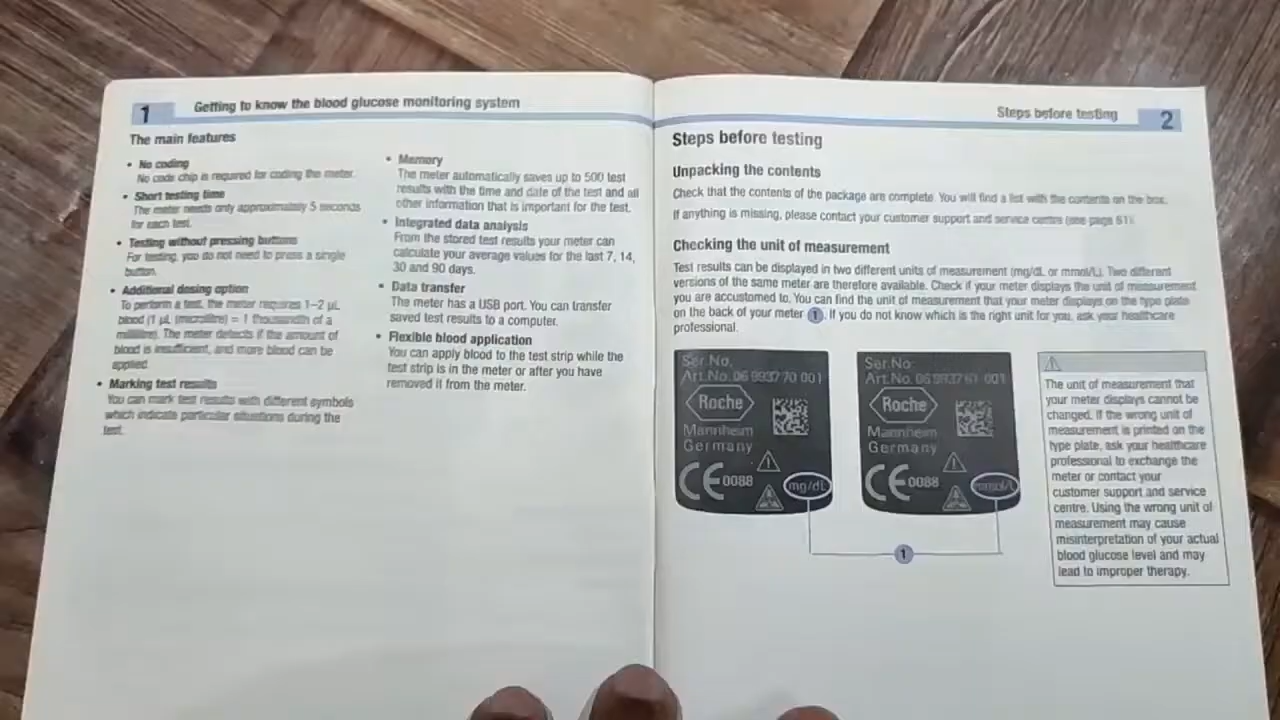 1
Getting to know the blood glucose monitoring system
The main features
• No coding
No code chip is required for coding the meter.
• Short testing time
The meter needs only approximately 5 seconds
for each test.
• Testing without pressing buttons
For testing, you do not need to press a single
button.
• Additional dosing option
To perform a test, the meter requires 1–2 µL
blood (1 µL (microlitre) = 1 thousandth of a
millilitre). The meter detects if the amount of
blood is insufficient, and more blood can be
applied.
• Marking test results
You can mark test results with different symbols
which indicate particular situations during the
test.
• Memory
The meter automatically saves up to 500 test
results with the time and date of the test and all
other information that is important for the test.
• Integrated data analysis
From the stored test results your meter can
calculate your average values for the last 7, 14,
30 and 90 days.
• Data transfer
The meter has a USB port. You can transfer
saved test results to a computer.
• Flexible blood application
You can apply blood to the test strip while the
test strip is in the meter or after you have
removed it from the meter.
Steps before testing
2
Steps before testing
Unpacking the contents
Check that the contents of the package are complete. You will find a list with the contents on the box.
If anything is missing, please contact your customer support and service centre (see page 61).
Checking the unit of measurement
Test results can be displayed in two different units of measurement (mg/dL or mmol/L). Two different
versions of the same meter are therefore available. Check if your meter displays the unit of measurement
you are accustomed to. You can find the unit of measurement that your meter displays on the type plate
on the back of your meter 1. If you do not know which is the right unit for you, ask your healthcare
professional.
Ser.No.
Art.No. 06 993770 001
Roche
Mannheim
Germany
CE 0088
mg/dL
Ser.No.
Art.No. 06 993761 001
Roche
Mannheim
Germany
CE 0088
mmol/L
1
The unit of measurement that
your meter displays cannot be
changed. If the wrong unit of
measurement is printed on the
type plate, ask your healthcare
professional to exchange the
meter or contact your
customer support and service
centre. Using the wrong unit of
measurement may cause
misinterpretation of your actual
blood glucose level and may
lead to improper therapy.